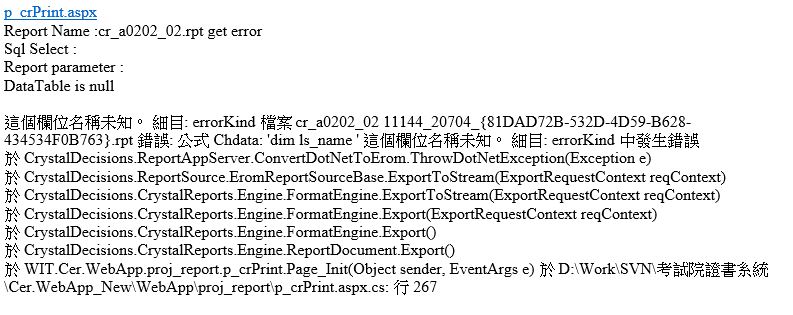 p_crPrint.aspx
Report Name :cr_a0202_02.rpt get error
Sql Select :
Report parameter :
DataTable is null
這個欄位名稱未知。 細目: errorKind 檔案 cr_a0202_02 11144_20704_{81DAD72B-532D-4D59-B628-
434534F0B763}.rpt 錯誤: 公式 Chdata: 'dim ls_name ' 這個欄位名稱未知。 細目: errorKind 中發生錯誤
於 CrystalDecisions.ReportAppServer.ConvertDotNetToErom.ThrowDotNetException(Exception e)
於 CrystalDecisions.ReportSource.EromReportSourceBase.ExportToStream(ExportRequestContext reqContext)
於 CrystalDecisions.CrystalReports.Engine.FormatEngine.ExportToStream(ExportRequestContext reqContext)
於 CrystalDecisions.CrystalReports.Engine.FormatEngine.Export(ExportRequestContext reqContext)
於 CrystalDecisions.CrystalReports.Engine.FormatEngine.Export()
於 CrystalDecisions.CrystalReports.Engine.ReportDocument.Export()
於 WIT.Cer.WebApp.proj_report.p_crPrint.Page_Init(Object sender, EventArgs e) 於 D:\Work\SVN\考試院證書系統
\Cer.WebApp_New\WebApp\proj_report\p_crPrint.aspx.cs: 行 267